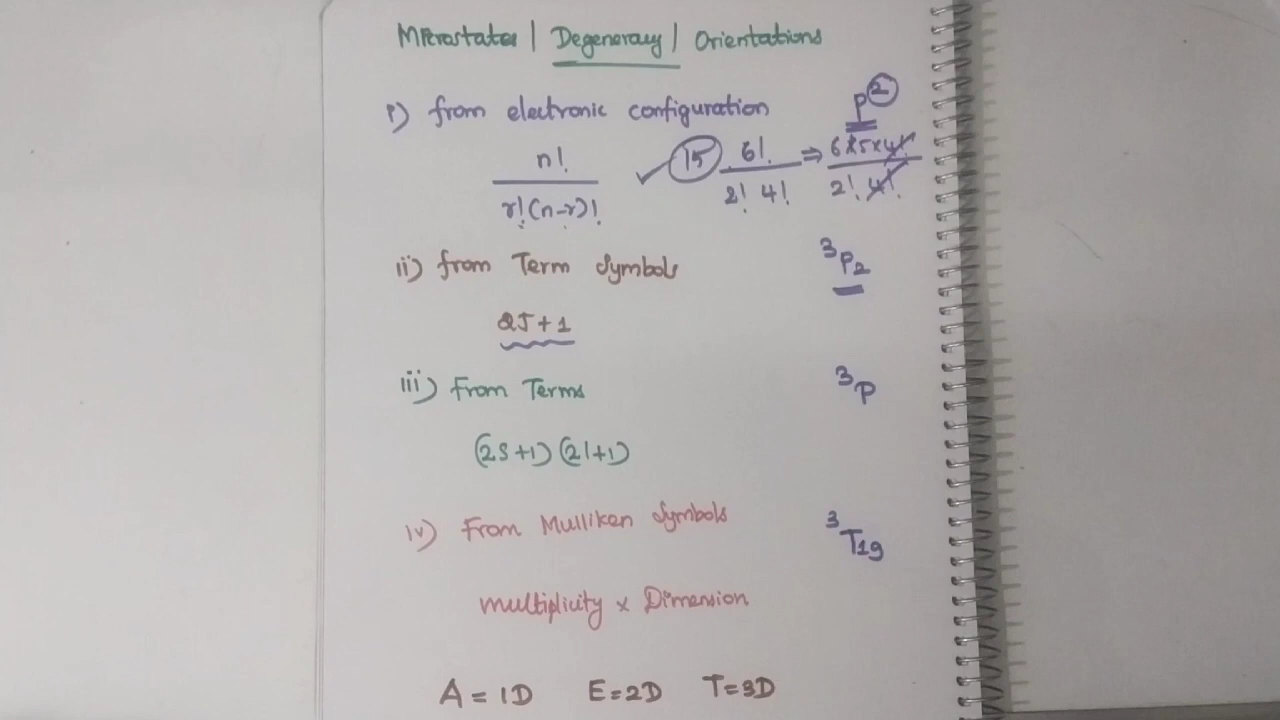 Microstates | Degeneracy | Orientations
i) from electronic configuration p²
n! / r!(n-r)! ✓ 15 6! / 2! 4! ⇒ 6×5×4! / 2! 4!
ii) from Term Symbols ³P₂
2J+1
iii) From Terms ³P
(2S+1) (2l+1)
iv) From Mulliken Symbols ³T₁g
multiplicity × Dimension
A = 1D E = 2D T = 3D